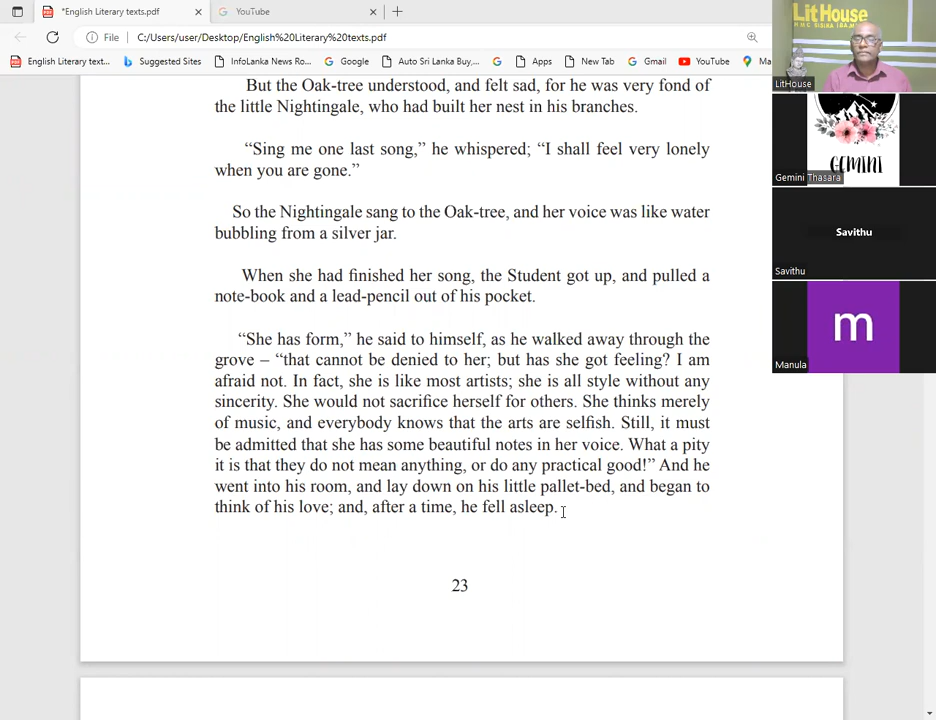 *English Literary texts.pdf
YouTube
File
C:/Users/user/Desktop/English%20Literary%20texts.pdf
English Literary text...
Suggested Sites
InfoLanka News Ro...
Auto Sri Lanka Buy,...
Google
Apps
New Tab
Gmail
YouTube
Ma
But the Oak-tree understood, and felt sad, for he was very fond of
the little Nightingale, who had built her nest in his branches.
“Sing me one last song,” he whispered; “I shall feel very lonely
when you are gone.”
So the Nightingale sang to the Oak-tree, and her voice was like water
bubbling from a silver jar.
When she had finished her song, the Student got up, and pulled a
note-book and a lead-pencil out of his pocket.
“She has form,” he said to himself, as he walked away through the
grove – “that cannot be denied to her; but has she got feeling? I am
afraid not. In fact, she is like most artists; she is all style without any
sincerity. She would not sacrifice herself for others. She thinks merely
of music, and everybody knows that the arts are selfish. Still, it must
be admitted that she has some beautiful notes in her voice. What a pity
it is that they do not mean anything, or do any practical good!” And he
went into his room, and lay down on his little pallet-bed, and began to
think of his love; and, after a time, he fell asleep.
23
LitHouse
LitHouse
GEMINI
Gemini Thasara
Savithu
Savithu
m
Manula